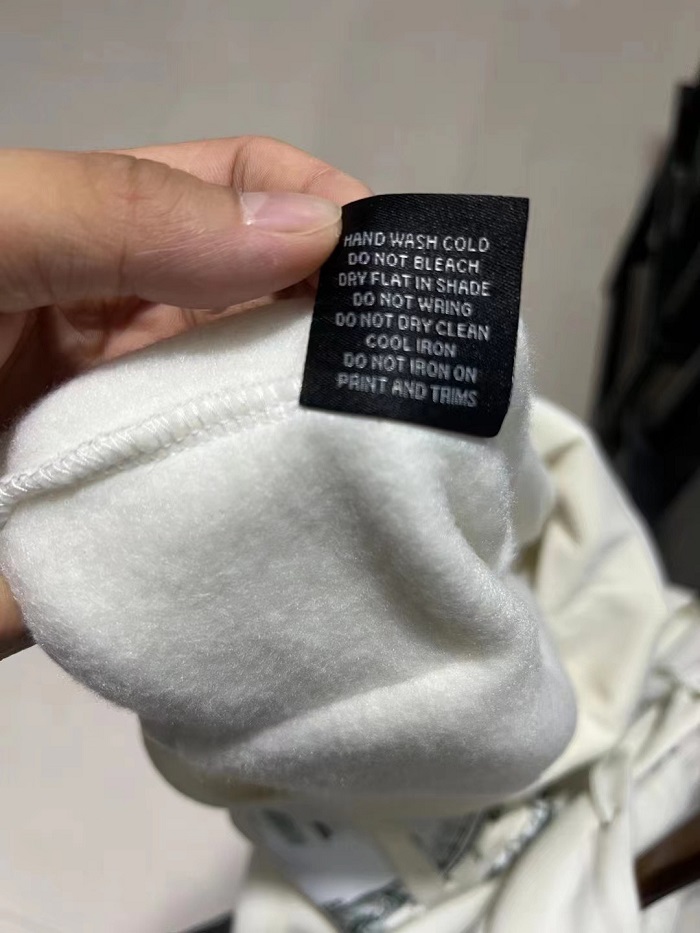 HAND WASH COLD
DO NOT BLEACH
DRY FLAT IN SHADE
DO NOT WRING
DO NOT DRY CLEAN
COOL IRON
DO NOT IRON ON
PRINT AND TRIMS